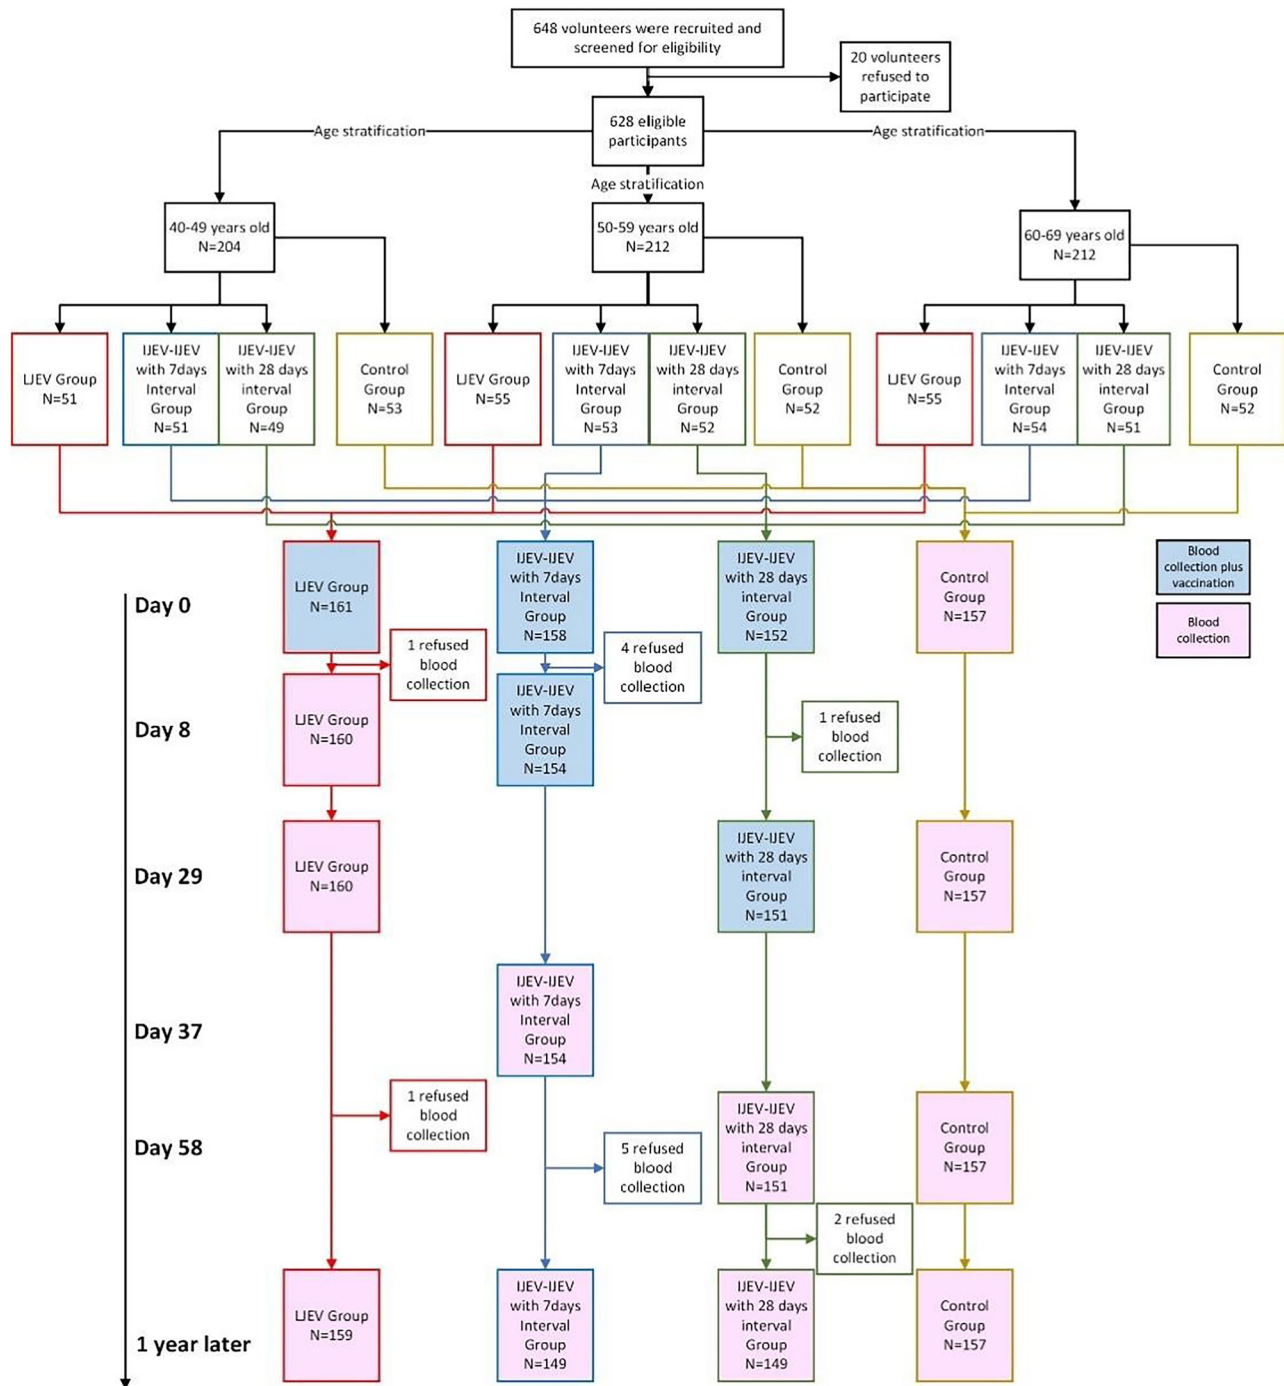 648 volunteers were recruited and
screened for eligibility
20 volunteers
refused to
participate
628 eligible
participants
Age stratification
Age stratification
Age stratification
40-49 years old
N=204
50-59 years old
N=212
60-69 years old
N=212
LJEV Group
N=51
IJEV-IJEV
with 7days
Interval
Group
N=51
IJEV-IJEV
with 28 days
interval
Group
N=49
Control
Group
N=53
LJEV Group
N=55
IJEV-IJEV
with 7days
Interval
Group
N=53
IJEV-IJEV
with 28 days
interval
Group
N=52
Control
Group
N=52
LJEV Group
N=55
IJEV-IJEV
with 7days
Interval
Group
N=54
IJEV-IJEV
with 28 days
interval
Group
N=51
Control
Group
N=52
Day 0
LJEV Group
N=161
IJEV-IJEV
with 7days
Interval
Group
N=158
IJEV-IJEV
with 28 days
interval
Group
N=152
Control
Group
N=157
Blood
collection plus
vaccination
Blood
collection
1 refused
blood
collection
4 refused
blood
collection
Day 8
LJEV Group
N=160
IJEV-IJEV
with 7days
Interval
Group
N=154
1 refused
blood
collection
Day 29
LJEV Group
N=160
IJEV-IJEV
with 28 days
interval
Group
N=151
Control
Group
N=157
Day 37
IJEV-IJEV
with 7days
Interval
Group
N=154
1 refused
blood
collection
Day 58
5 refused
blood
collection
IJEV-IJEV
with 28 days
interval
Group
N=151
Control
Group
N=157
2 refused
blood
collection
1 year later
LJEV Group
N=159
IJEV-IJEV
with 7days
Interval
Group
N=149
IJEV-IJEV
with 28 days
interval
Group
N=149
Control
Group
N=157